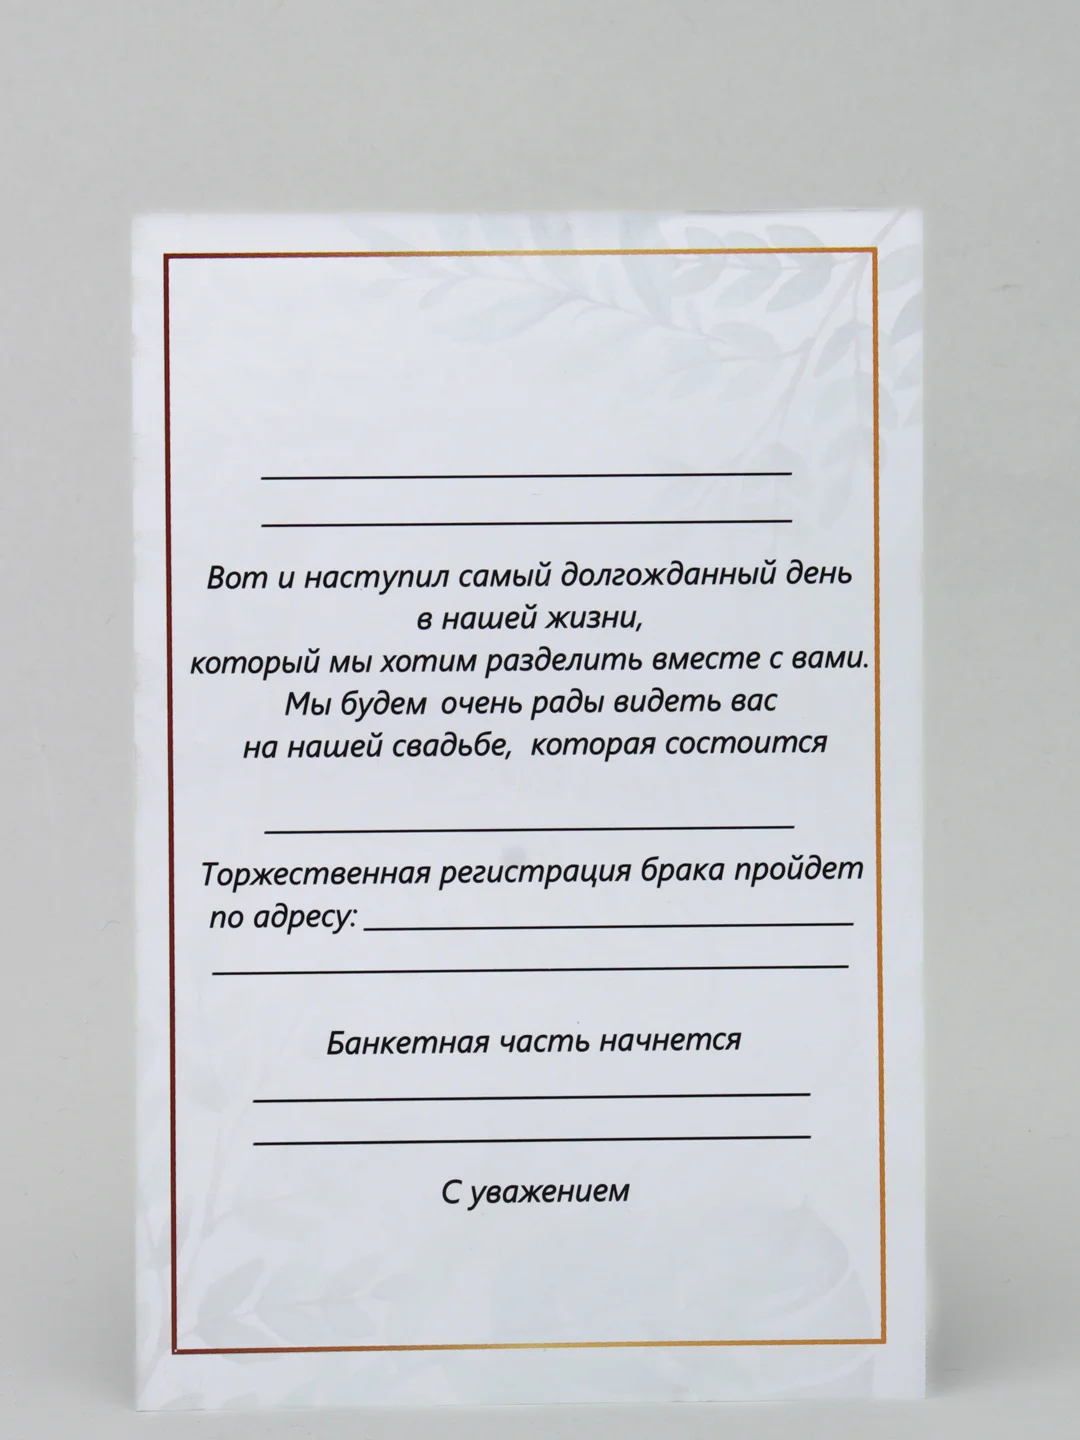 Вот и наступил самый долгожданный день
в нашей жизни,
который мы хотим разделить вместе с вами.
Мы будем очень рады видеть вас
на нашей свадьбе, которая состоится
Торжественная регистрация брака пройдет
по адресу:
Банкетная часть начнется
С уважением